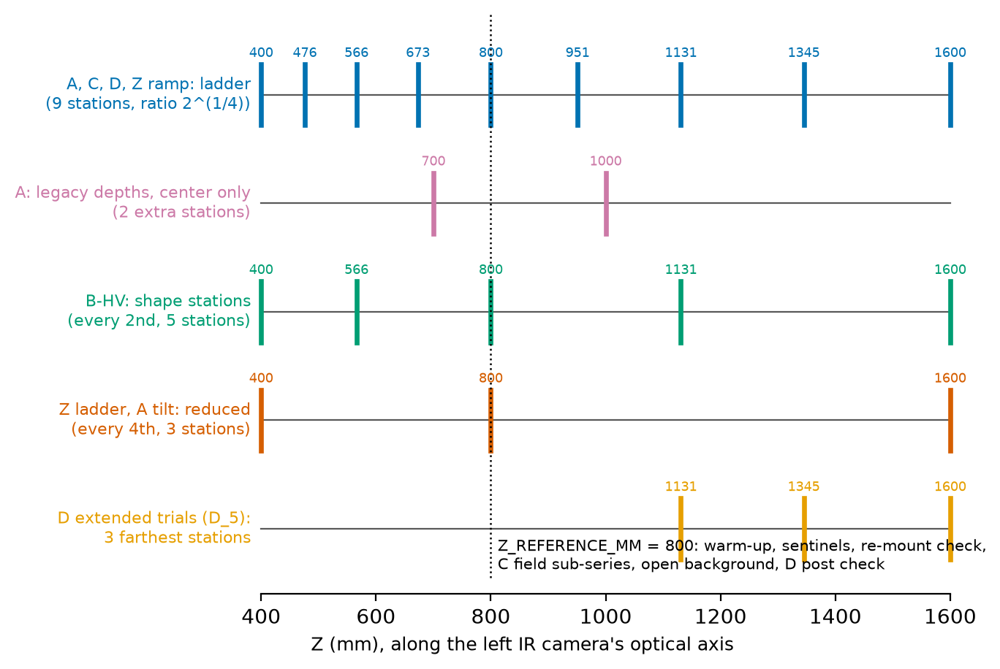 400 476 566 673 800 951 1131 1345 1600
A, C, D, Z ramp: ladder
(9 stations, ratio 2^(1/4))
700 1000
A: legacy depths, center only
(2 extra stations)
400 566 800 1131 1600
B-HV: shape stations
(every 2nd, 5 stations)
400 800 1600
Z ladder, A tilt: reduced
(every 4th, 3 stations)
1131 1345 1600
D extended trials (D_5):
3 farthest stations
Z_REFERENCE_MM = 800: warm-up, sentinels, re-mount check,
C field sub-series, open background, D post check
400 600 800 1000 1200 1400 1600
Z (mm), along the left IR camera's optical axis